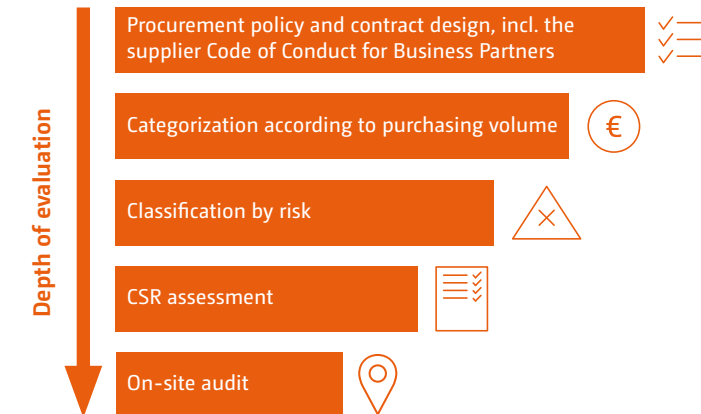 Procurement policy and contract design, incl. the
supplier Code of Conduct for Business Partners
Categorization according to purchasing volume
€
Classification by risk
CSR assessment
On-site audit
Depth of evaluation